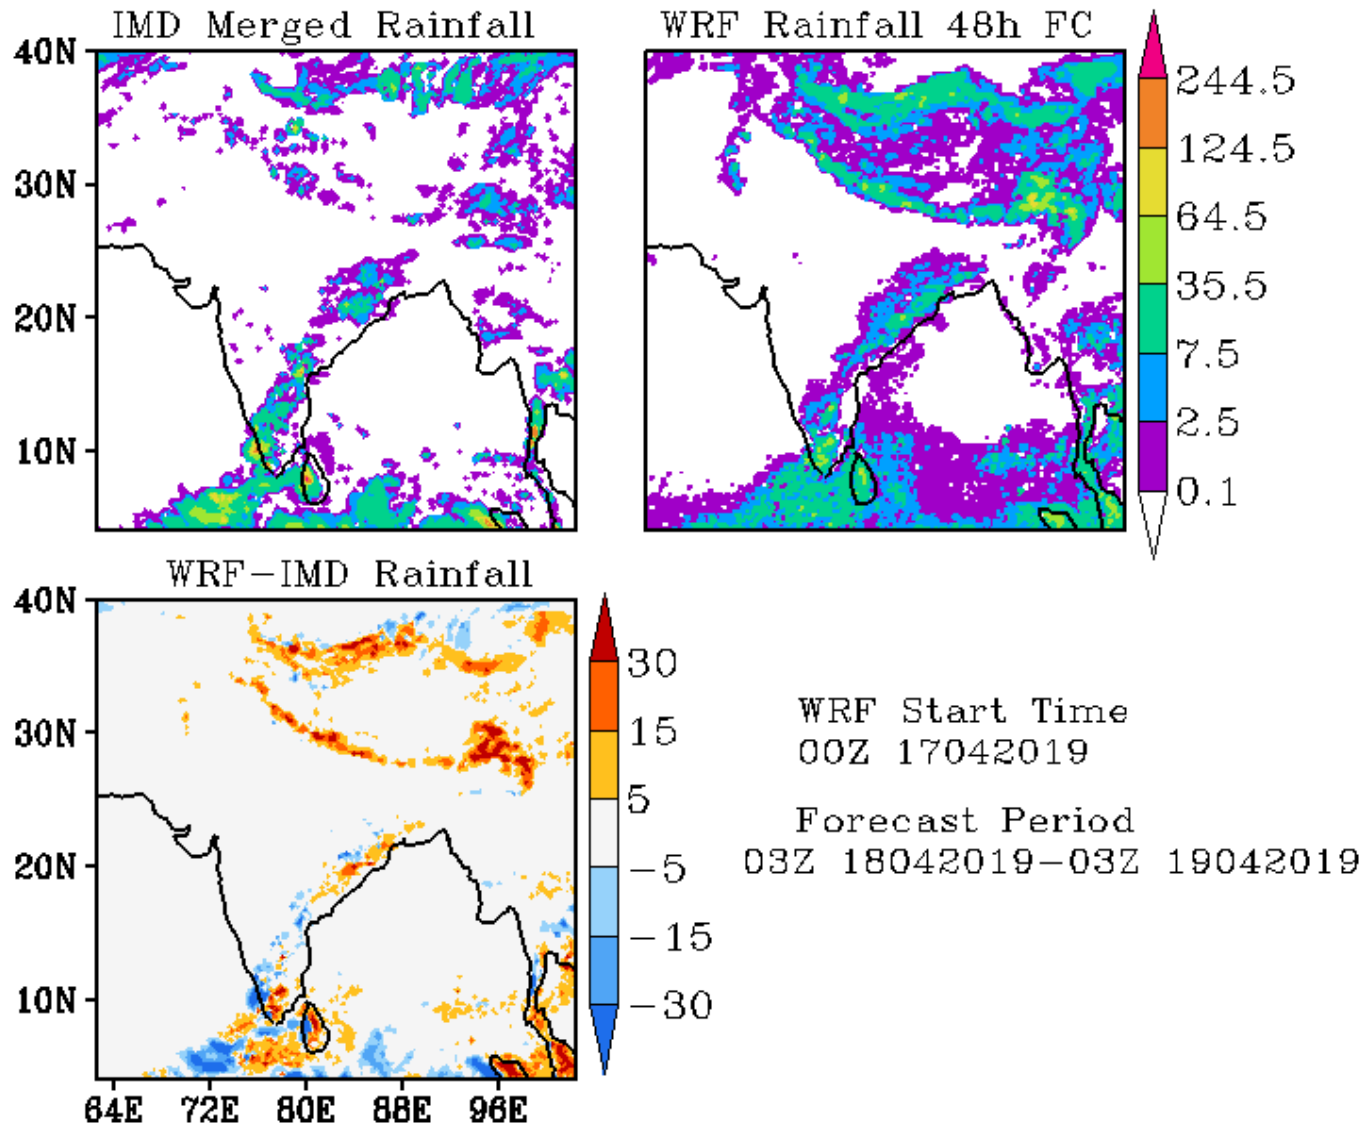 IMD Merged Rainfall
WRF Rainfall 48h FC
40N
30N
20N
10N
244.5
124.5
64.5
35.5
7.5
2.5
0.1
WRF-IMD Rainfall
40N
30N
20N
10N
64E 72E 80E 88E 96E
30
15
5
-5
-15
-30
WRF Start Time
00Z 17042019
Forecast Period
03Z 18042019-03Z 19042019